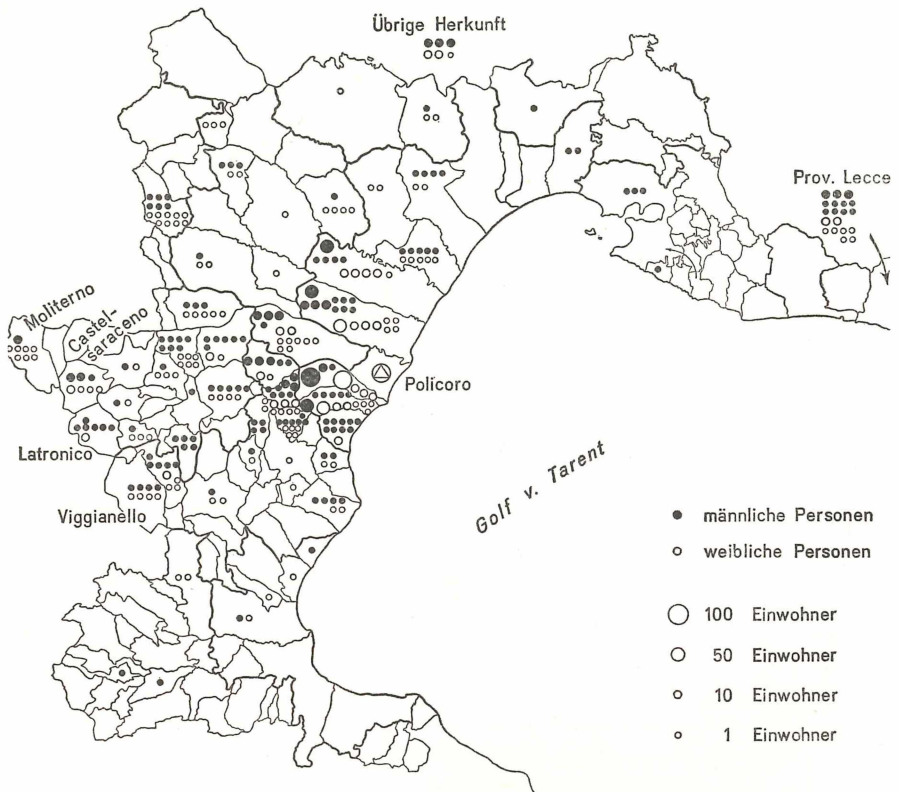 Übrige Herkunft
Prov. Lecce
Moliterno
Castel-
saraceno
Polícoro
Latronico
Golf v. Tarent
Viggianello
männliche Personen
weibliche Personen
100 Einwohner
50 Einwohner
10 Einwohner
1 Einwohner